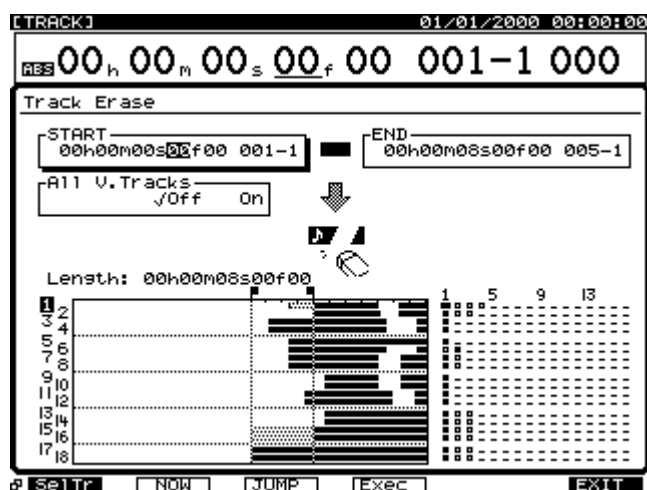 [TRACK] 01/01/2000 00:00:00
ABS 00h 00m 00s 00f 00 001-1 000
Track Erase
START END
00h00m00s00f00 001-1 00h00m08s00f00 005-1
All V.Tracks
√Off On
Length: 00h00m08s00f00
1 5 9 13
1
2
3
4
5
6
7
8
9
10
11
12
13
14
15
16
17
18
SelTr NOW JUMP Exec EXIT